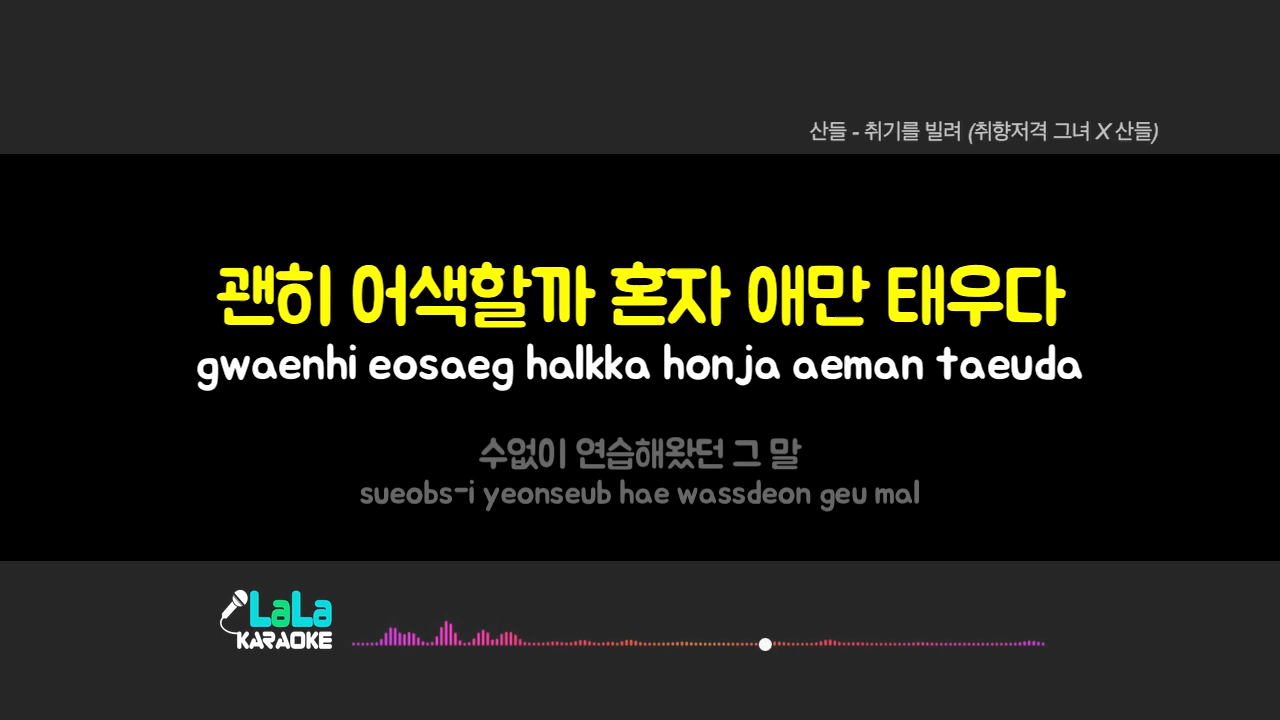 산들 - 취기를 빌려 (취향저격 그녀 X 산들)
괜히 어색할까 혼자 애만 태우다
gwaenhi eosaeg halkka honja aeman taeuda
수없이 연습해왔던 그 말
sueobs-i yeonseub hae wassdeon geu mal
LaLa
KARAOKE